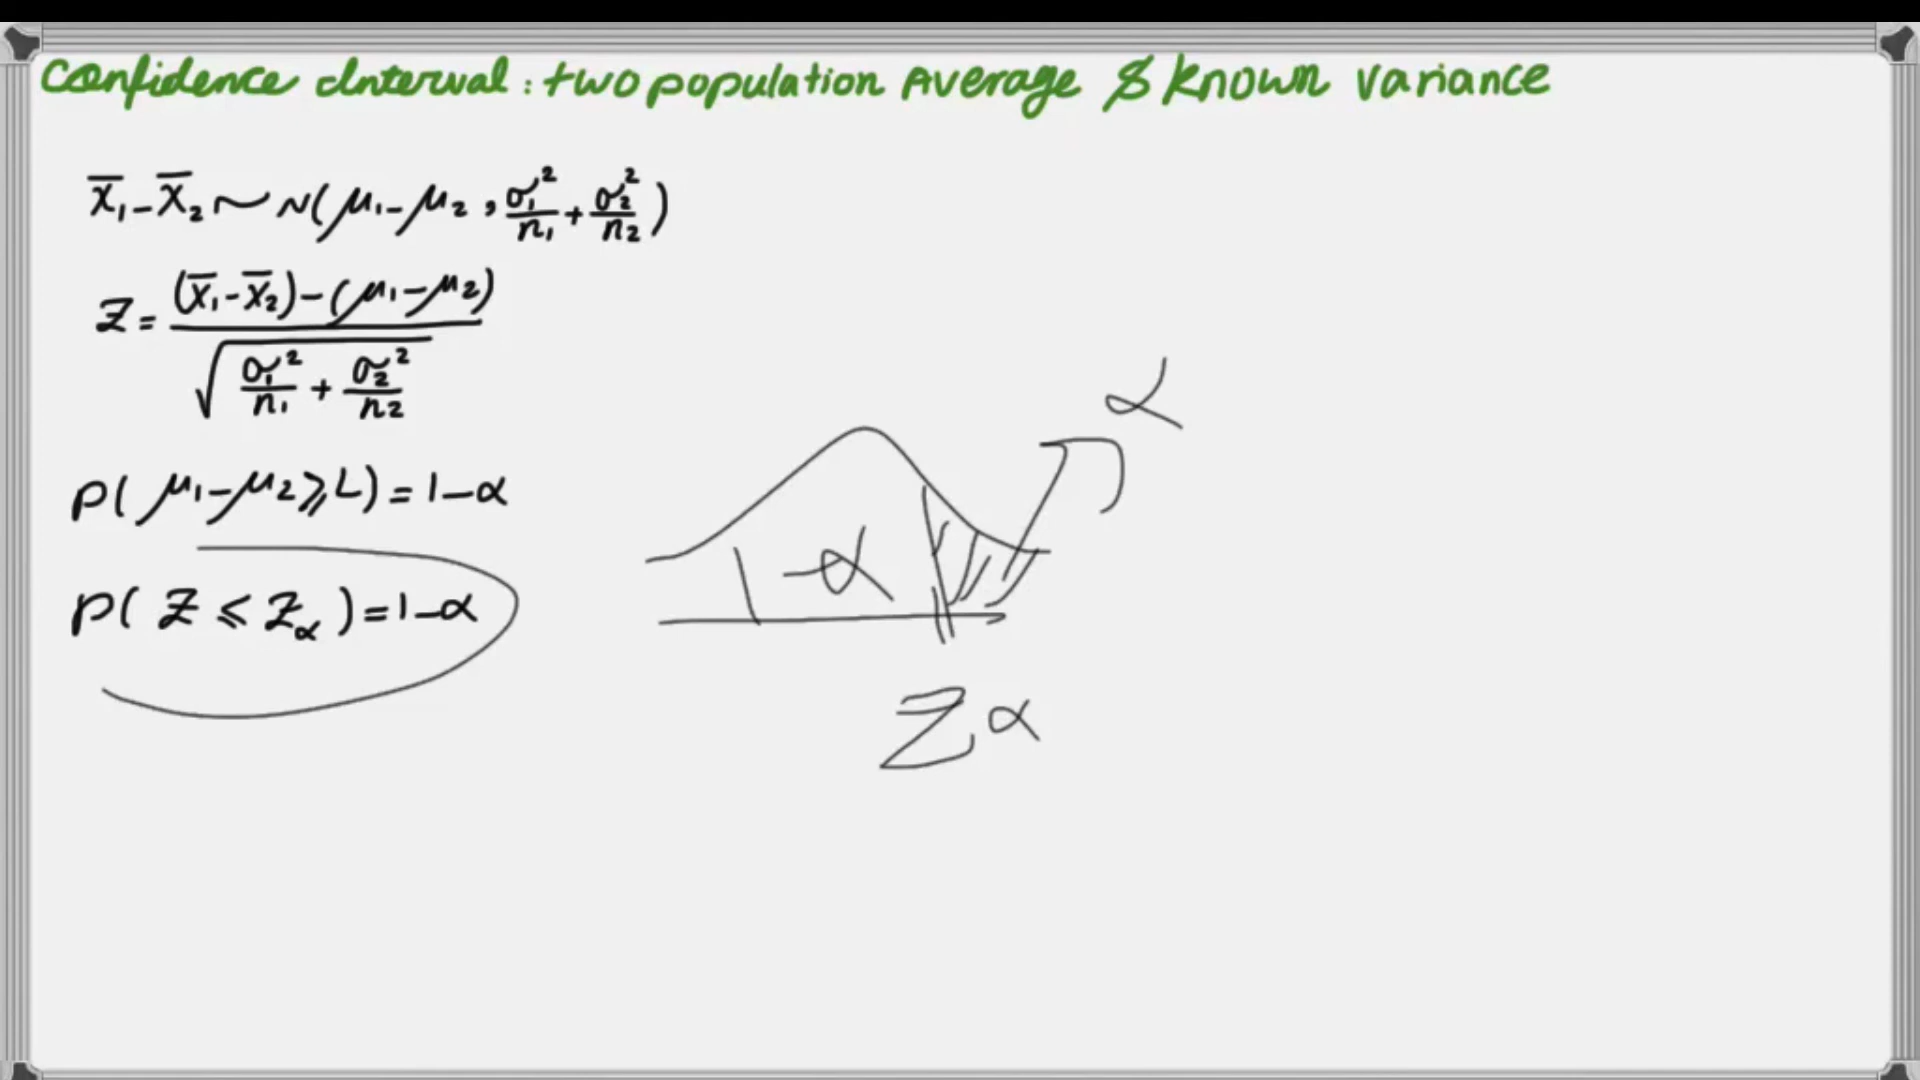 Confidence Interval: two population Average & Known variance
X̄₁ - X̄₂ ~ N(μ₁ - μ₂, σ₁²/n₁ + σ₂²/n₂)
Z = ((X̄₁ - X̄₂) - (μ₁ - μ₂)) / √(σ₁²/n₁ + σ₂²/n₂)
α
P(μ₁ - μ₂ ⩾ L) = 1 - α
1 - α
P(Z ⩽ Zα) = 1 - α
Zα